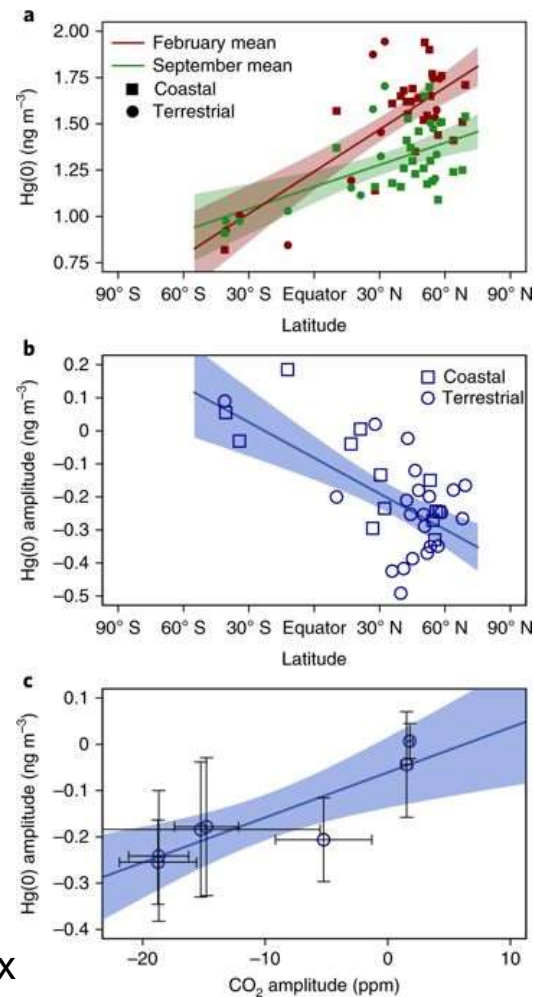 a
2.00
1.75
1.50
1.25
1.00
0.75
Hg(0) (ng m⁻³)
February mean
September mean
Coastal
Terrestrial
90° S 60° S 30° S Equator 30° N 60° N 90° N
Latitude
b
0.2
0.1
0
−0.1
−0.2
−0.3
−0.4
−0.5
Hg(0) amplitude (ng m⁻³)
Coastal
Terrestrial
90° S 60° S 30° S Equator 30° N 60° N 90° N
Latitude
c
0.1
0
−0.1
−0.2
−0.3
−0.4
Hg(0) amplitude (ng m⁻³)
−20 −10 0 10
CO₂ amplitude (ppm)
x